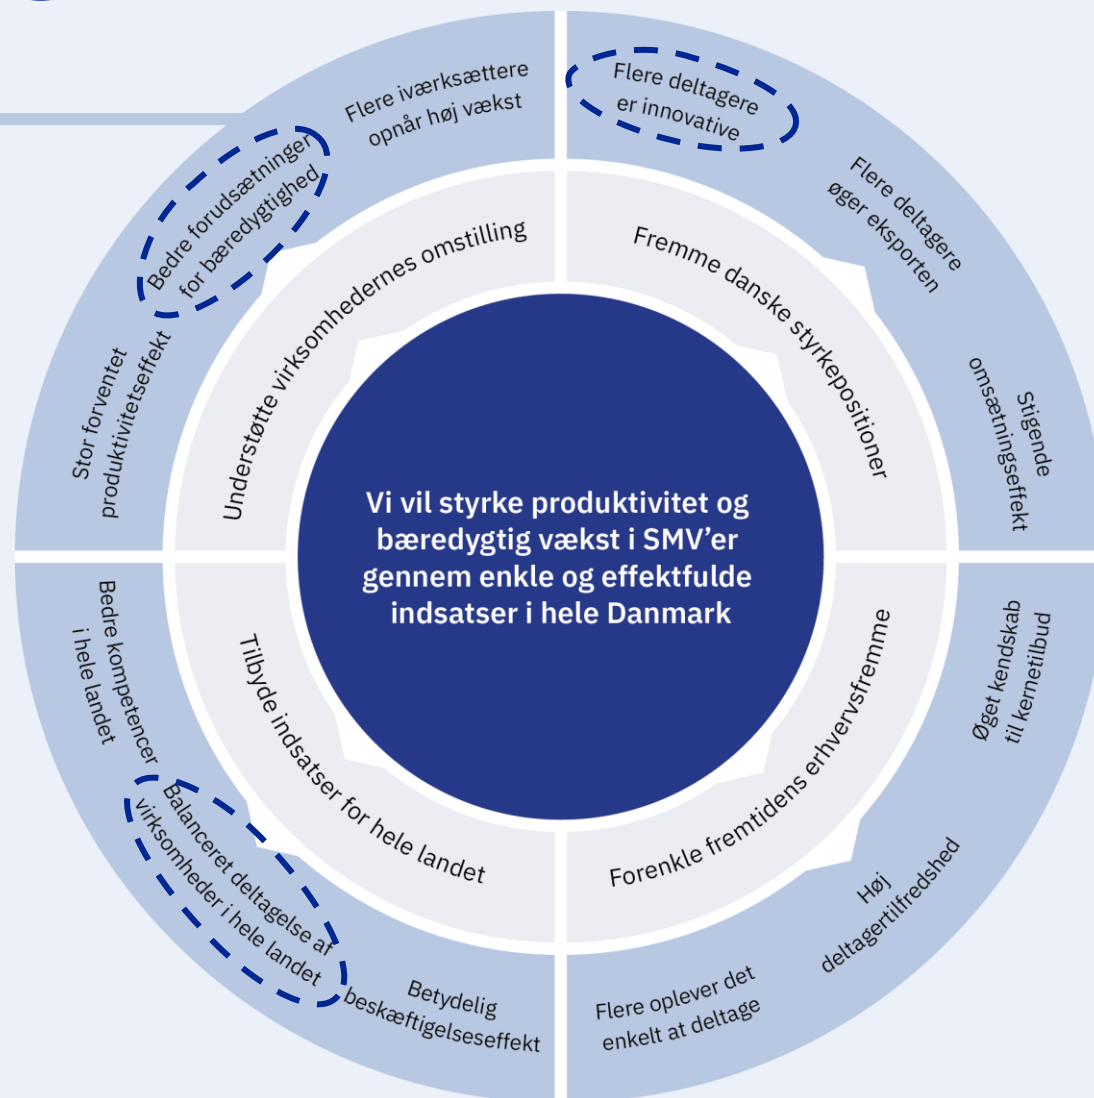 Vi vil styrke produktivitet og
bæredygtig vækst i SMV'er
gennem enkle og effektfulde
indsatser i hele Danmark
Understøtte virksomhedernes omstilling
Stor forventet
produktivitetseffekt
Bedre forudsætninger
for bæredygtighed
Flere iværksættere
opnår høj vækst
Fremme danske styrkepositioner
Flere deltagere
er innovative
Flere deltagere
øger eksporten
Stigende
omsætningseffekt
Forenkle fremtidens erhvervsfremme
Øget kendskab
til kernetilbud
Høj
deltagertilfredshed
Flere oplever det
enkelt at deltage
Tilbyde indsatser for hele landet
Betydelig
beskæftigelseseffekt
Balanceret deltagelse af
virksomheder i hele landet
Bedre kompetencer
i hele landet